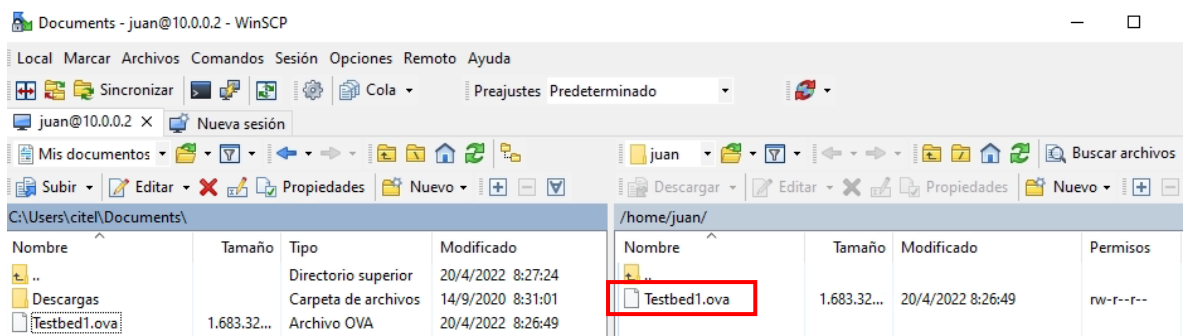 Documents - juan@10.0.0.2 - WinSCP
Local Marcar Archivos Comandos Sesión Opciones Remoto Ayuda
Sincronizar Cola Preajustes Predeterminado
juan@10.0.0.2 × Nueva sesión
Mis documentos juan Buscar archivos
Subir Editar Propiedades Nuevo Descargar Editar Propiedades Nuevo
C:\Users\citel\Documents\ /home/juan/
Nombre Tamaño Tipo Modificado Nombre Tamaño Modificado Permisos
.. Directorio superior 20/4/2022 8:27:24 ..
Descargas Carpeta de archivos 14/9/2020 8:31:01 Testbed1.ova 1.683.32... 20/4/2022 8:26:49 rw-r--r--
Testbed1.ova 1.683.32... Archivo OVA 20/4/2022 8:26:49